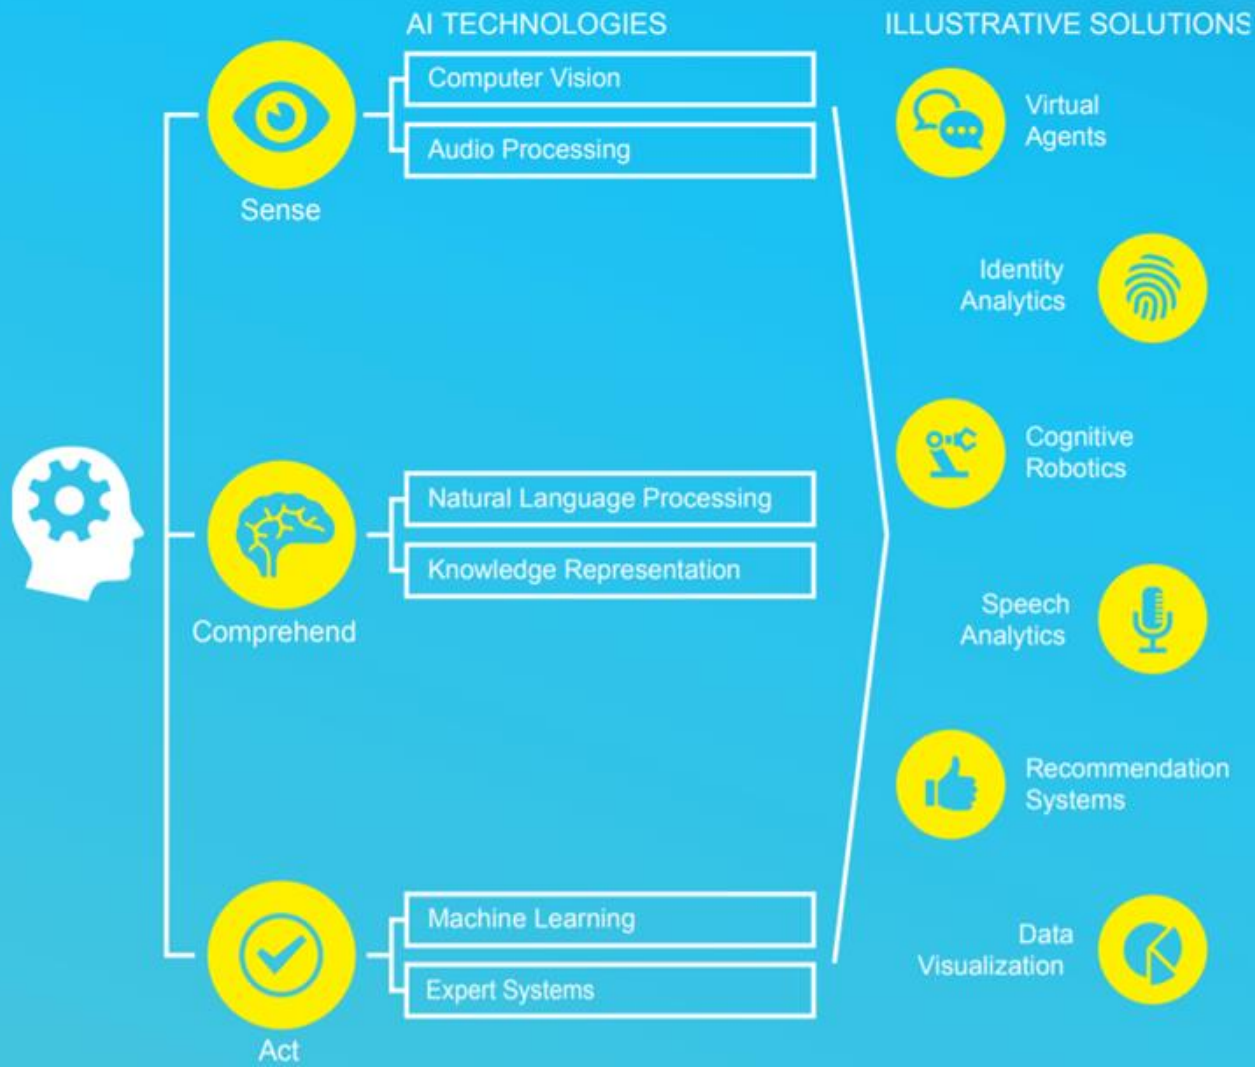 AI TECHNOLOGIES
Computer Vision
Audio Processing
Sense
Natural Language Processing
Knowledge Representation
Comprehend
Machine Learning
Expert Systems
Act
ILLUSTRATIVE SOLUTIONS
Virtual
Agents
Identity
Analytics
Cognitive
Robotics
Speech
Analytics
Recommendation
Systems
Data
Visualization